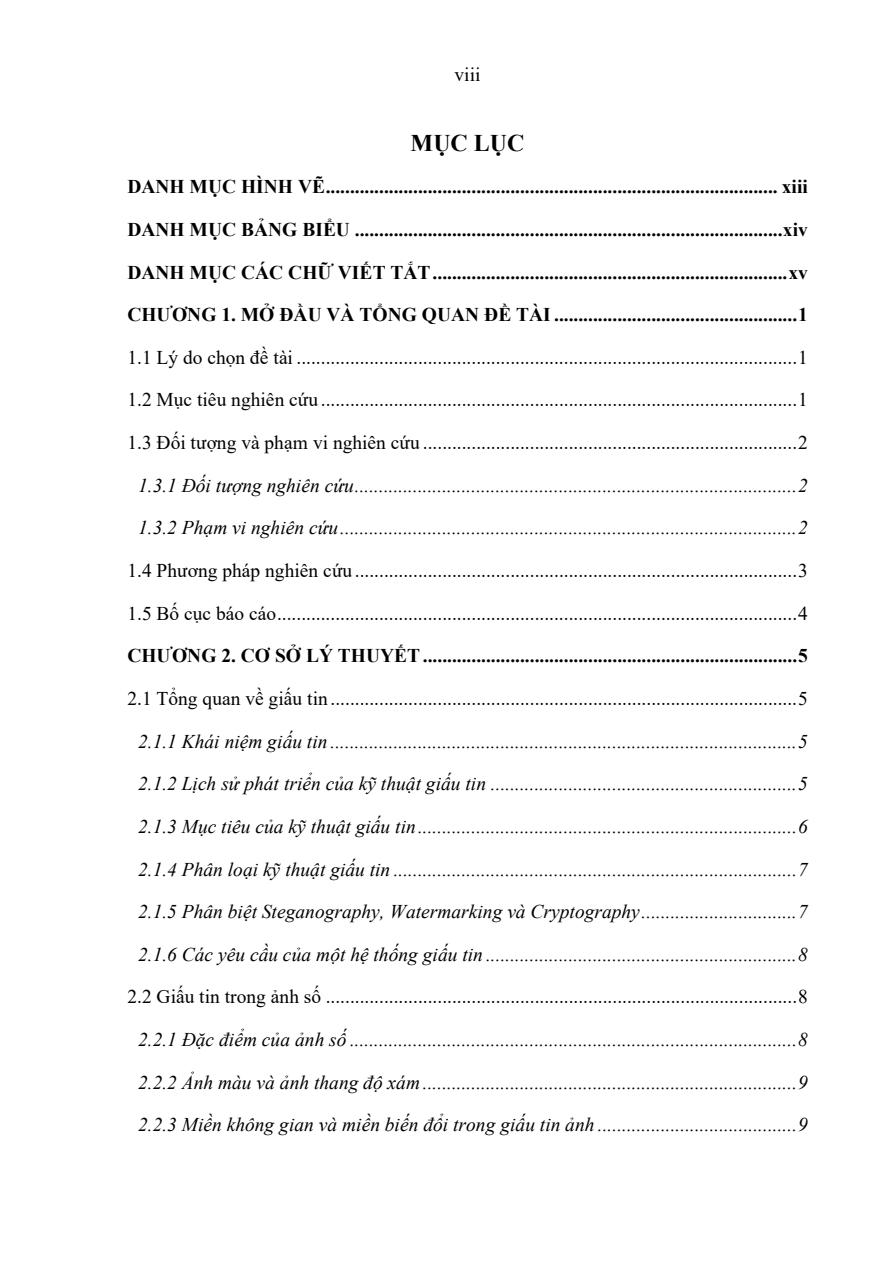 viii
MỤC LỤC
DANH MỤC HÌNH VẼ............................................................ xiii
DANH MỤC BẢNG BIỂU ............................................................xiv
DANH MỤC CÁC CHỮ VIẾT TẮT............................................................xv
CHƯƠNG 1. MỞ ĐẦU VÀ TỔNG QUAN ĐỀ TÀI ............................................................1
1.1 Lý do chọn đề tài ............................................................1
1.2 Mục tiêu nghiên cứu ............................................................1
1.3 Đối tượng và phạm vi nghiên cứu ............................................................2
1.3.1 Đối tượng nghiên cứu............................................................2
1.3.2 Phạm vi nghiên cứu............................................................2
1.4 Phương pháp nghiên cứu ............................................................3
1.5 Bố cục báo cáo............................................................4
CHƯƠNG 2. CƠ SỞ LÝ THUYẾT ............................................................5
2.1 Tổng quan về giấu tin ............................................................5
2.1.1 Khái niệm giấu tin ............................................................5
2.1.2 Lịch sử phát triển của kỹ thuật giấu tin ............................................................5
2.1.3 Mục tiêu của kỹ thuật giấu tin ............................................................6
2.1.4 Phân loại kỹ thuật giấu tin ............................................................7
2.1.5 Phân biệt Steganography, Watermarking và Cryptography............................................................7
2.1.6 Các yêu cầu của một hệ thống giấu tin ............................................................8
2.2 Giấu tin trong ảnh số ............................................................8
2.2.1 Đặc điểm của ảnh số ............................................................8
2.2.2 Ảnh màu và ảnh thang độ xám ............................................................9
2.2.3 Miền không gian và miền biến đổi trong giấu tin ảnh ............................................................9